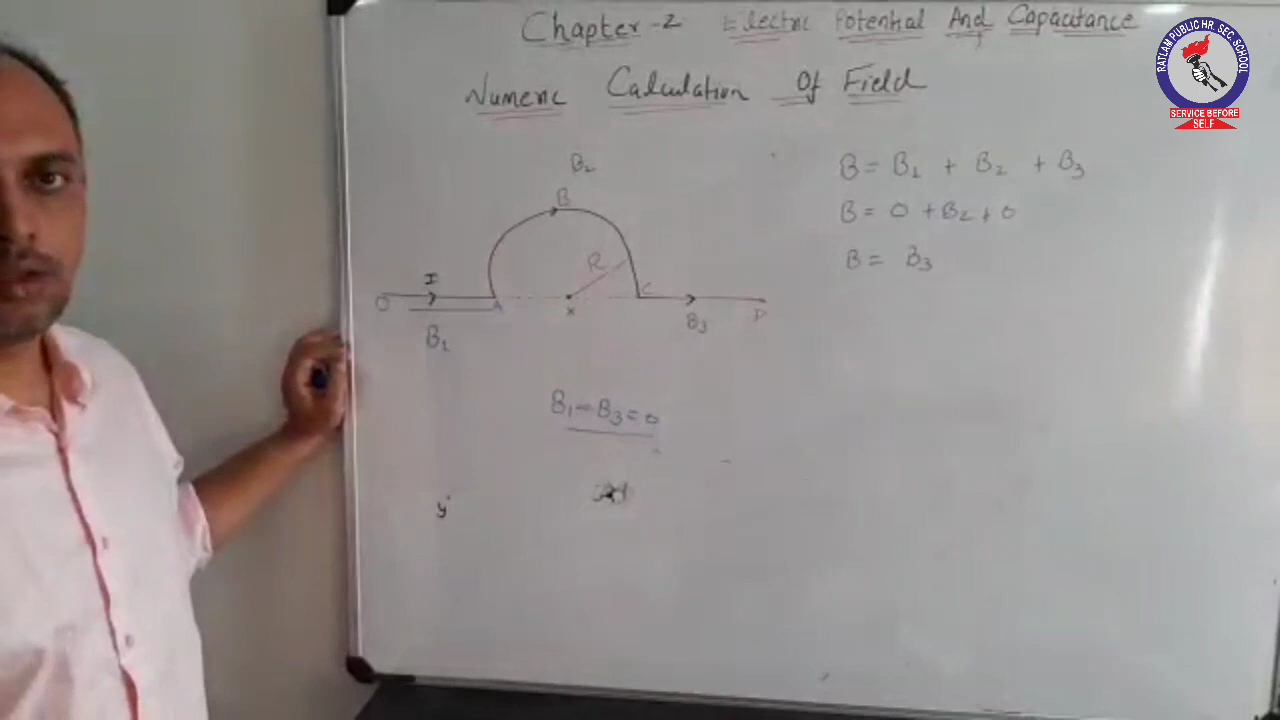 Chapter-2 Electric Potential And Capacitance
Numeric Calculation Of Field
RATLAM PUBLIC HR. SEC. SCHOOL
SERVICE BEFORE
SELF
B₂
B
R
I
O
A
x
C
D
B₁
B₃
B = B₁ + B₂ + B₃
B = 0 + B₂ + 0
B = B₃
B₁ = B₃ = 0
y